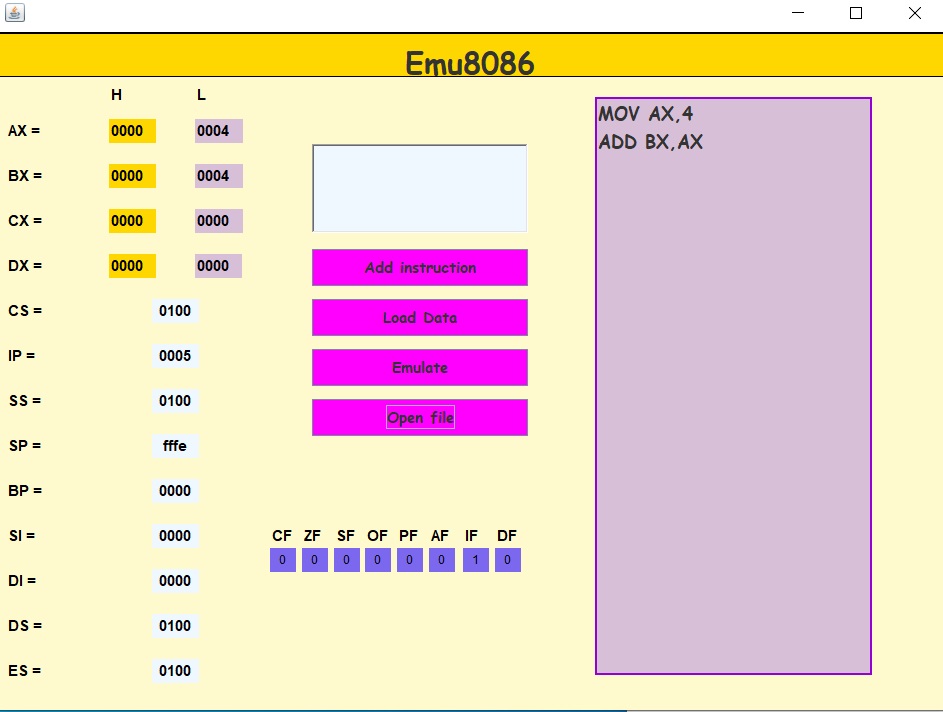 Emu8086
H L
AX = 0000 0004
BX = 0000 0004
CX = 0000 0000
DX = 0000 0000
CS = 0100
IP = 0005
SS = 0100
SP = fffe
BP = 0000
SI = 0000
DI = 0000
DS = 0100
ES = 0100
Add instruction
Load Data
Emulate
Open file
CF ZF SF OF PF AF IF DF
0 0 0 0 0 0 1 0
MOV AX,4
ADD BX,AX